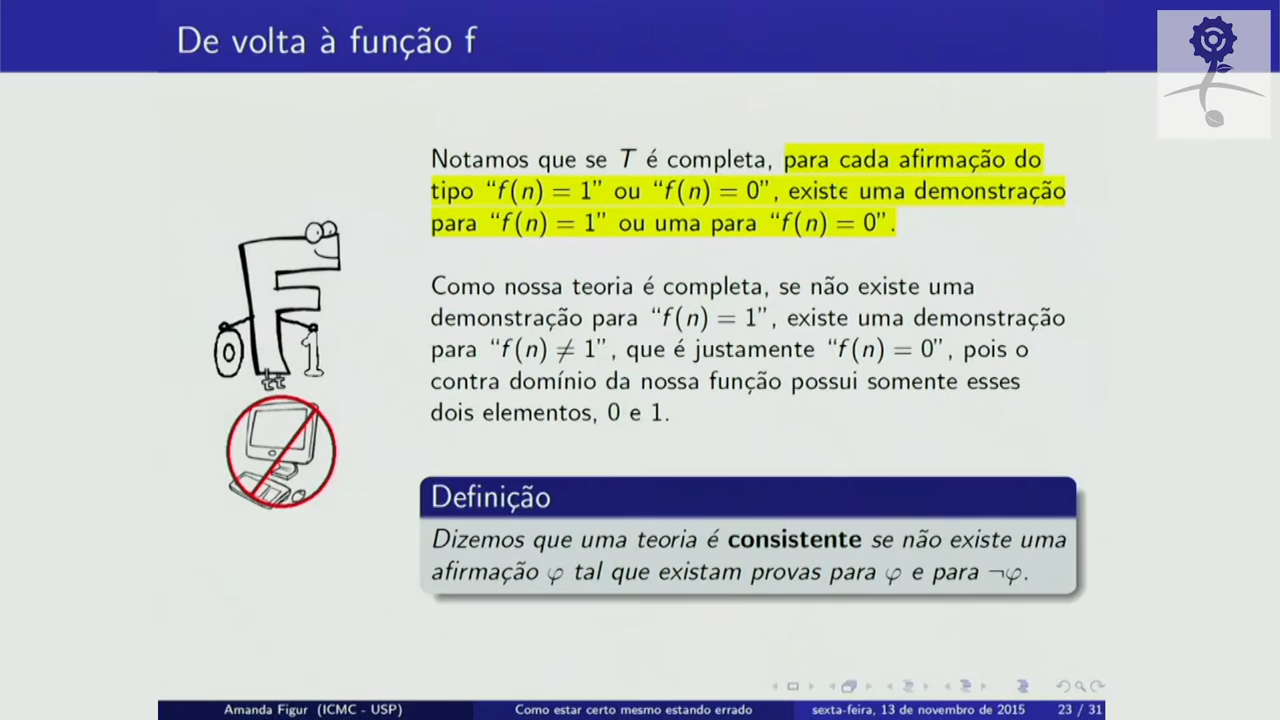 De volta à função f
Notamos que se T é completa, para cada afirmação do
tipo “f(n) = 1” ou “f(n) = 0”, existe uma demonstração
para “f(n) = 1” ou uma para “f(n) = 0”.
Como nossa teoria é completa, se não existe uma
demonstração para “f(n) = 1”, existe uma demonstração
para “f(n) ≠ 1”, que é justamente “f(n) = 0”, pois o
contra domínio da nossa função possui somente esses
dois elementos, 0 e 1.
F
0 1
Definição
Dizemos que uma teoria é consistente se não existe uma
afirmação φ tal que existam provas para φ e para ¬φ.
Amanda Figur (ICMC - USP) Como estar certo mesmo estando errado sexta-feira, 13 de novembro de 2015 23 / 31